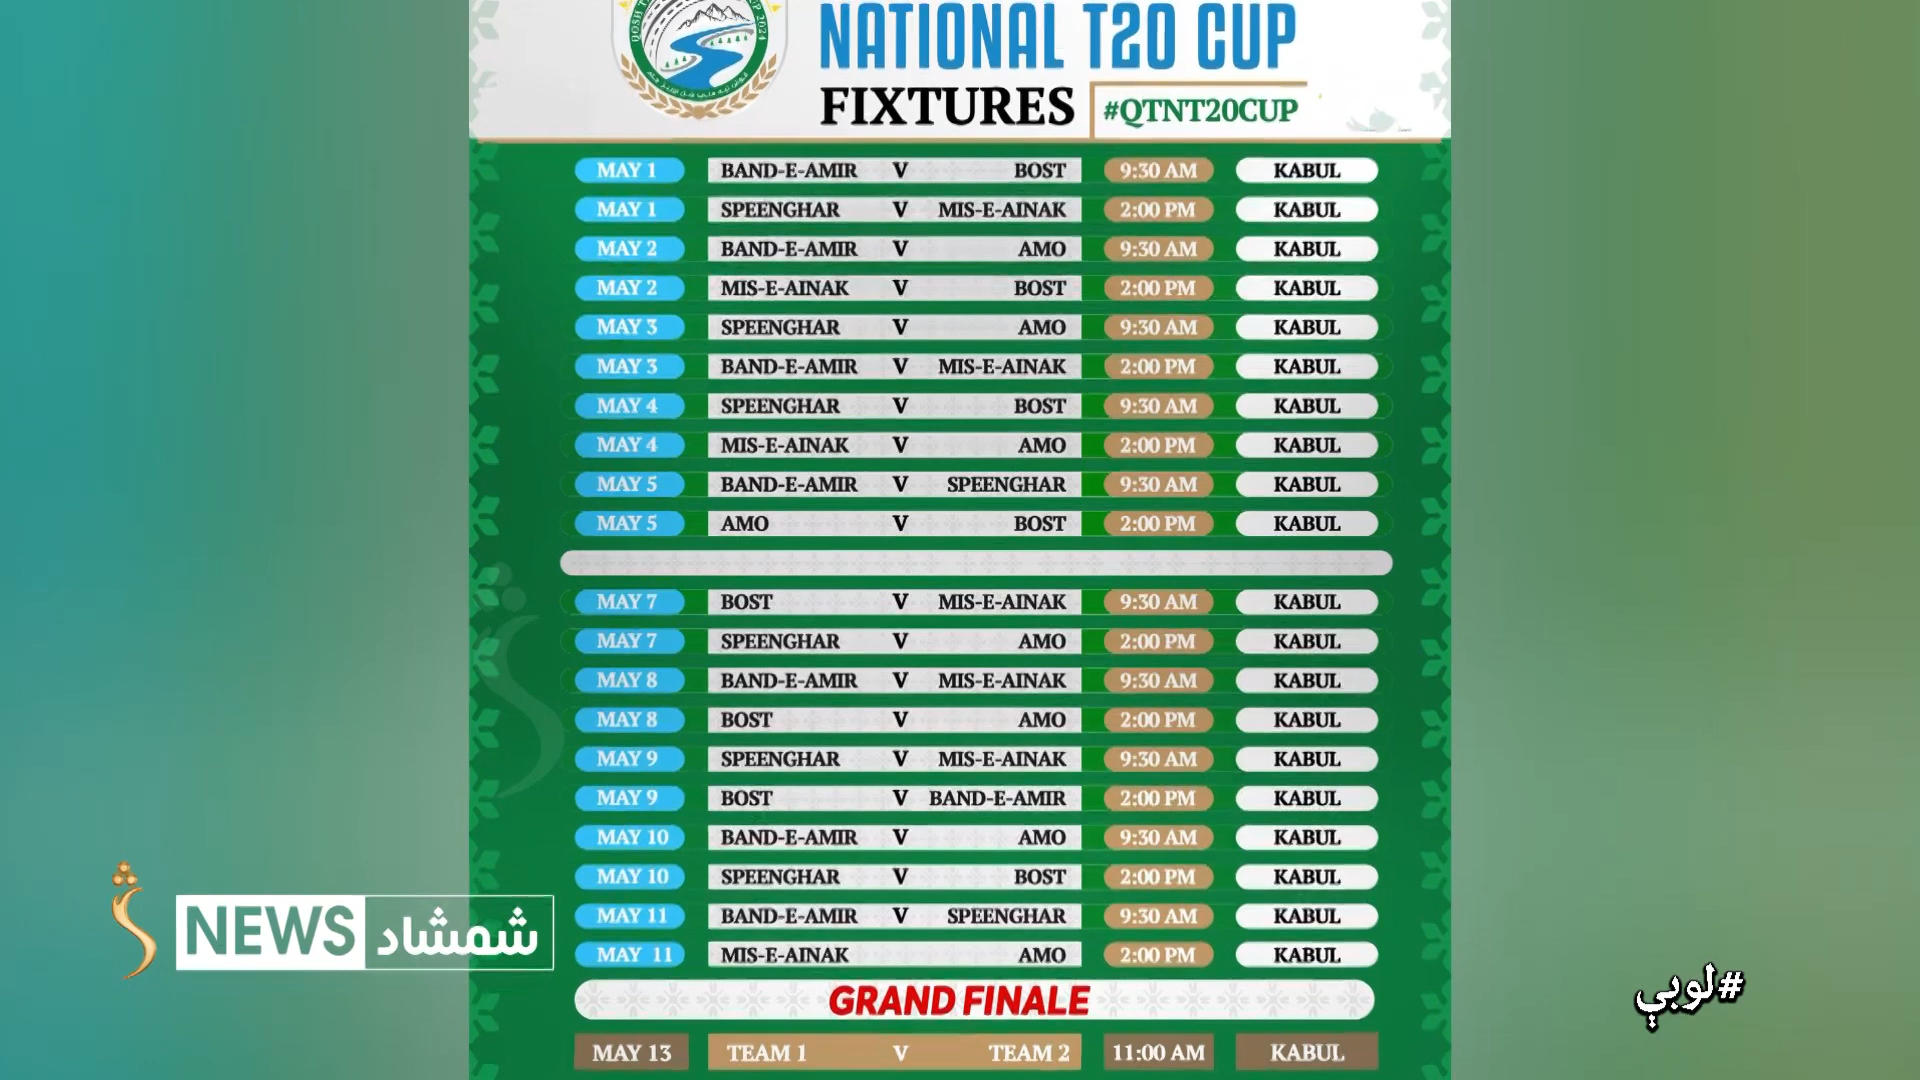 NATIONAL T20 CUP
FIXTURES #QTNT20CUP
MAY 1 BAND-E-AMIR V BOST 9:30 AM KABUL
MAY 1 SPEENGHAR V MIS-E-AINAK 2:00 PM KABUL
MAY 2 BAND-E-AMIR V AMO 9:30 AM KABUL
MAY 2 MIS-E-AINAK V BOST 2:00 PM KABUL
MAY 3 SPEENGHAR V AMO 9:30 AM KABUL
MAY 3 BAND-E-AMIR V MIS-E-AINAK 2:00 PM KABUL
MAY 4 SPEENGHAR V BOST 9:30 AM KABUL
MAY 4 MIS-E-AINAK V AMO 2:00 PM KABUL
MAY 5 BAND-E-AMIR V SPEENGHAR 9:30 AM KABUL
MAY 5 AMO V BOST 2:00 PM KABUL
MAY 7 BOST V MIS-E-AINAK 9:30 AM KABUL
MAY 7 SPEENGHAR V AMO 2:00 PM KABUL
MAY 8 BAND-E-AMIR V MIS-E-AINAK 9:30 AM KABUL
MAY 8 BOST V AMO 2:00 PM KABUL
MAY 9 SPEENGHAR V MIS-E-AINAK 9:30 AM KABUL
MAY 9 BOST V BAND-E-AMIR 2:00 PM KABUL
MAY 10 BAND-E-AMIR V AMO 9:30 AM KABUL
MAY 10 SPEENGHAR V BOST 2:00 PM KABUL
MAY 11 BAND-E-AMIR V SPEENGHAR 9:30 AM KABUL
MAY 11 MIS-E-AINAK AMO 2:00 PM KABUL
GRAND FINALE
MAY 13 TEAM 1 V TEAM 2 11:00 AM KABUL
NEWS شمشاد
#لوبې